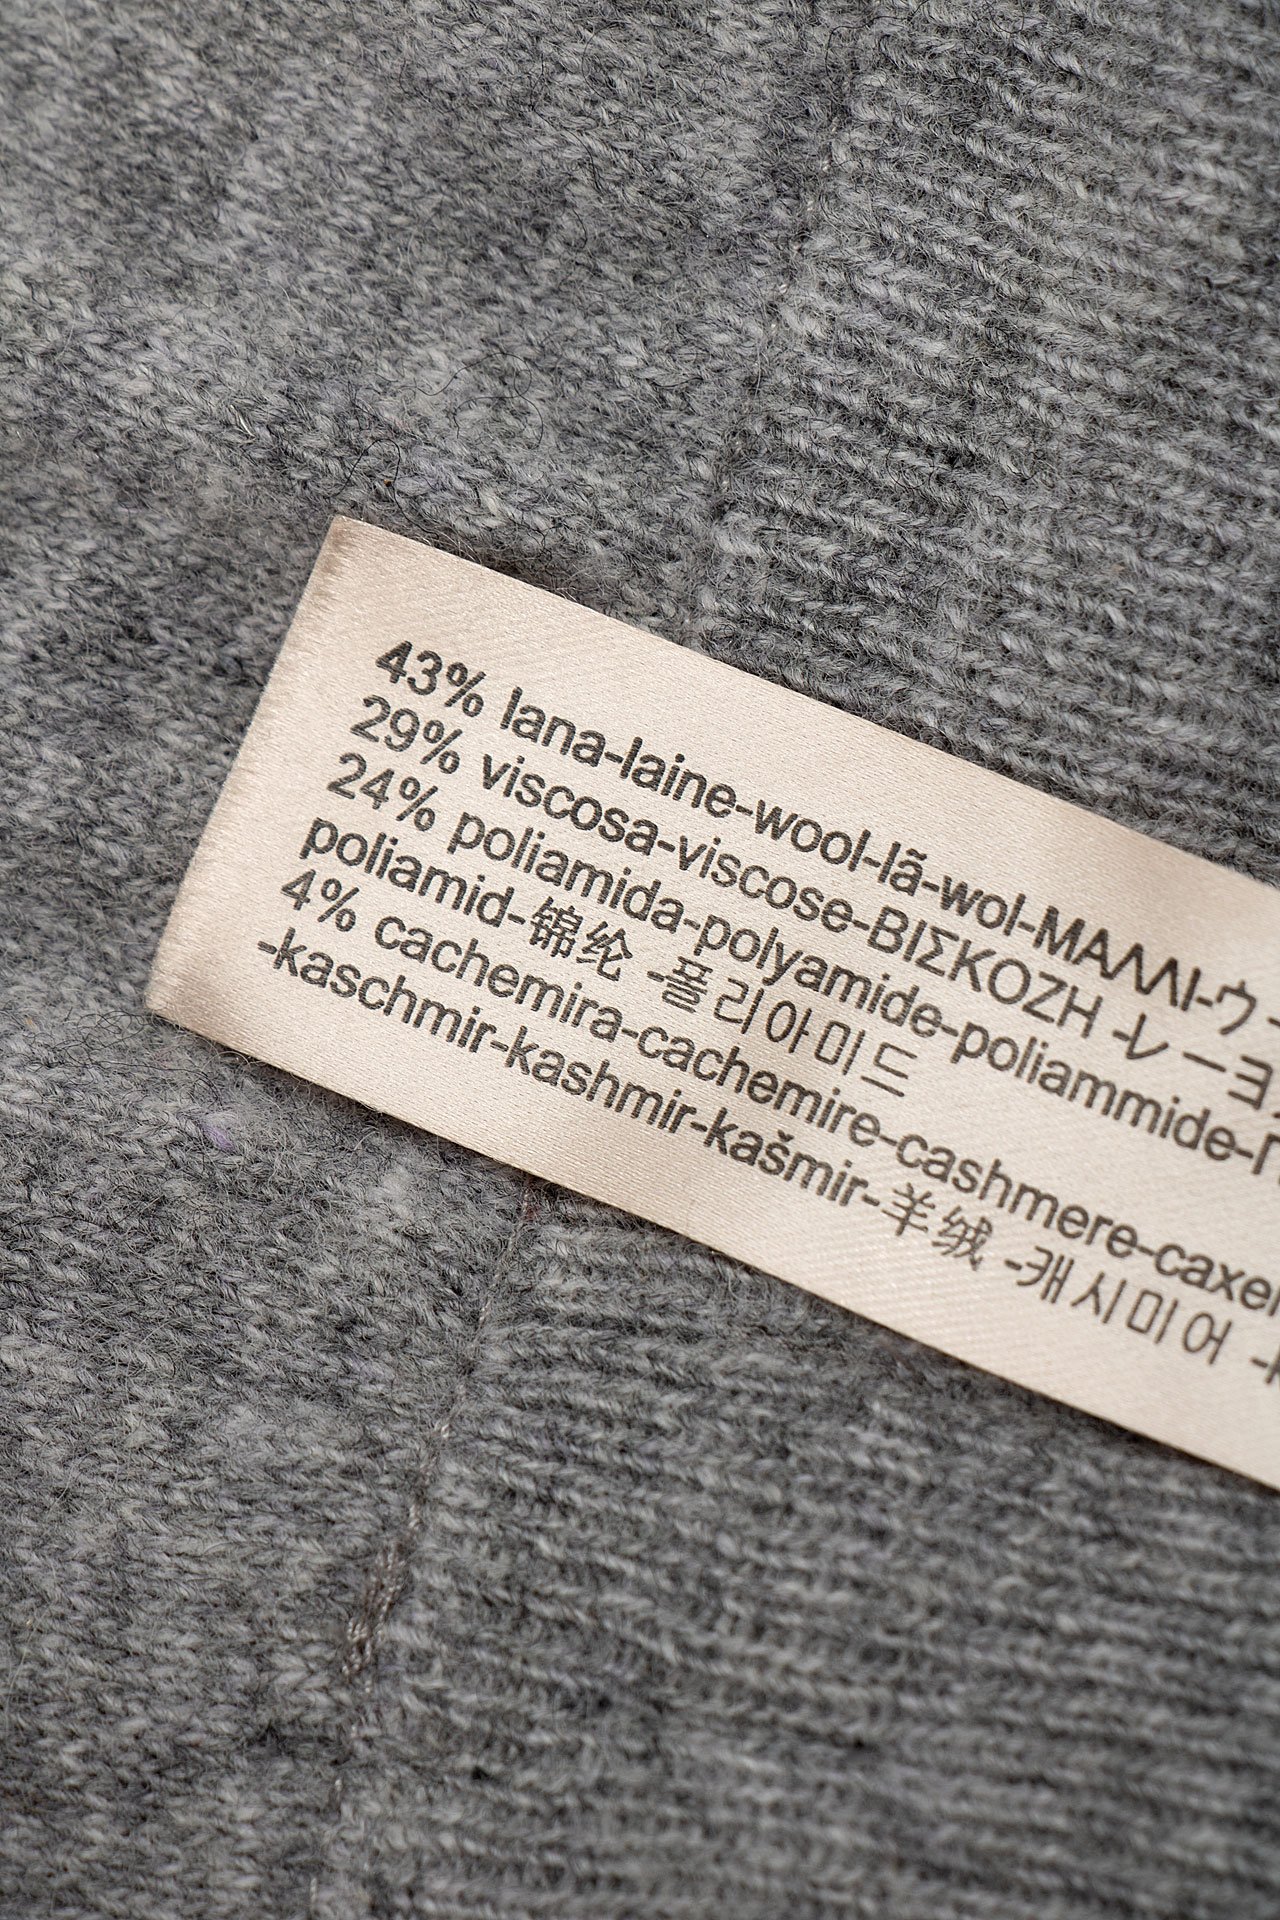 43% lana-laine-wool-lã-wol-ΜΑΛΛΙ-ウ
29% viscosa-viscose-ΒΙΣΚΟΖΗ -レーヨ
24% poliamida-polyamide-poliammide-
poliamid-锦纶 -폴리아미드
4% cachemira-cachemire-cashmere-caxe
-kaschmir-kashmir-kašmir-羊绒 -캐시미어 -